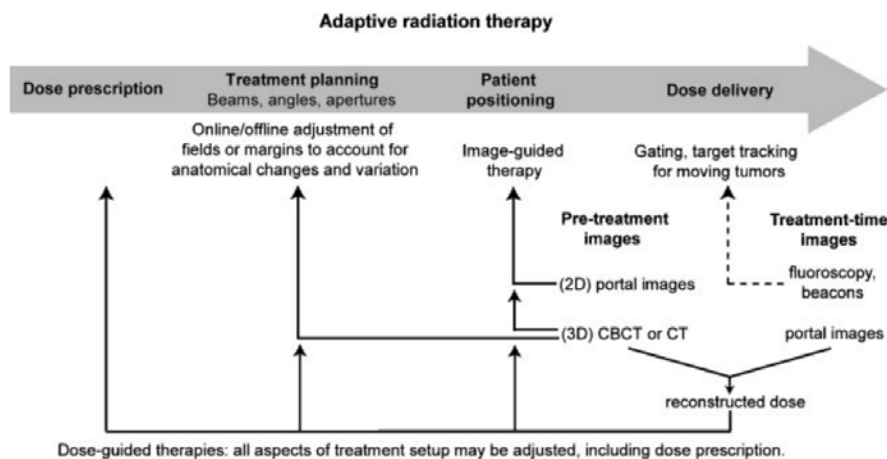 Adaptive radiation therapy
Dose prescription
Treatment planning
Beams, angles, apertures
Patient
positioning
Dose delivery
Online/offline adjustment of
fields or margins to account for
anatomical changes and variation
Image-guided
therapy
Gating, target tracking
for moving tumors
Pre-treatment
images
Treatment-time
images
(2D) portal images
fluoroscopy,
beacons
(3D) CBCT or CT
portal images
reconstructed dose
Dose-guided therapies: all aspects of treatment setup may be adjusted, including dose prescription.